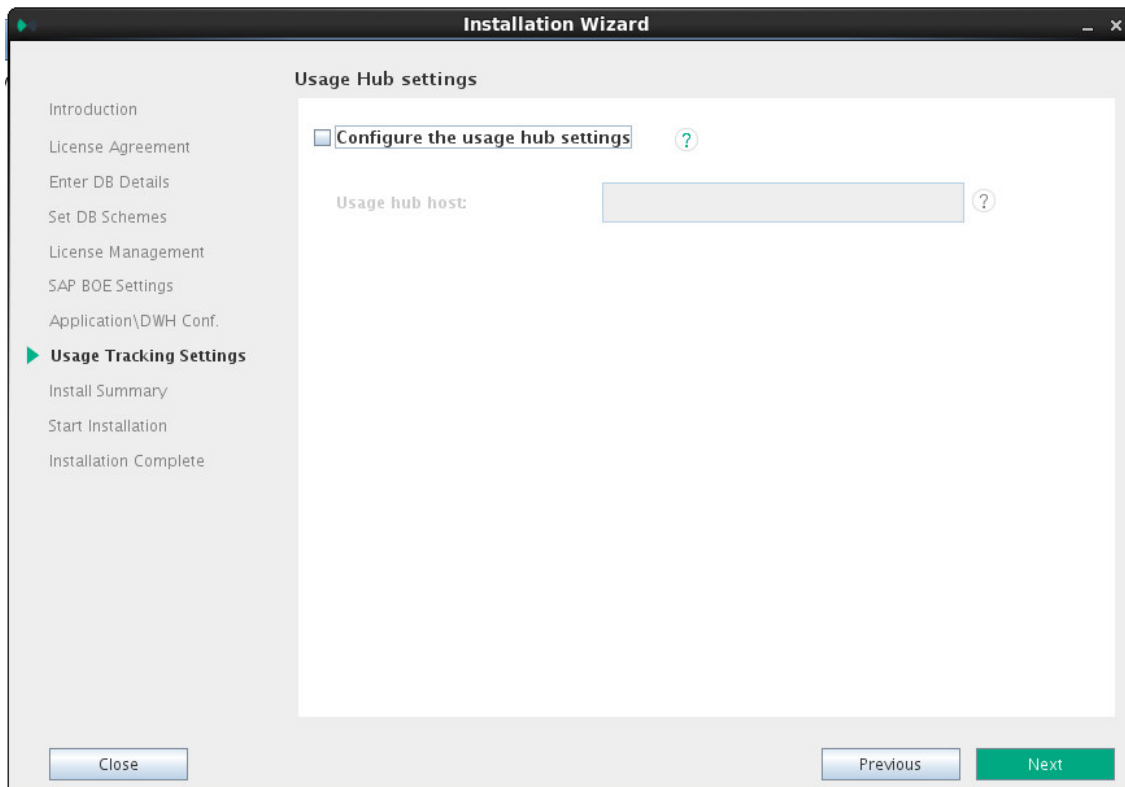 Installation Wizard
Usage Hub settings
Introduction
License Agreement
Enter DB Details
Set DB Schemes
License Management
SAP BOE Settings
Application\DWH Conf.
Usage Tracking Settings
Install Summary
Start Installation
Installation Complete
Configure the usage hub settings ?
Usage hub host: ?
Close
Previous
Next